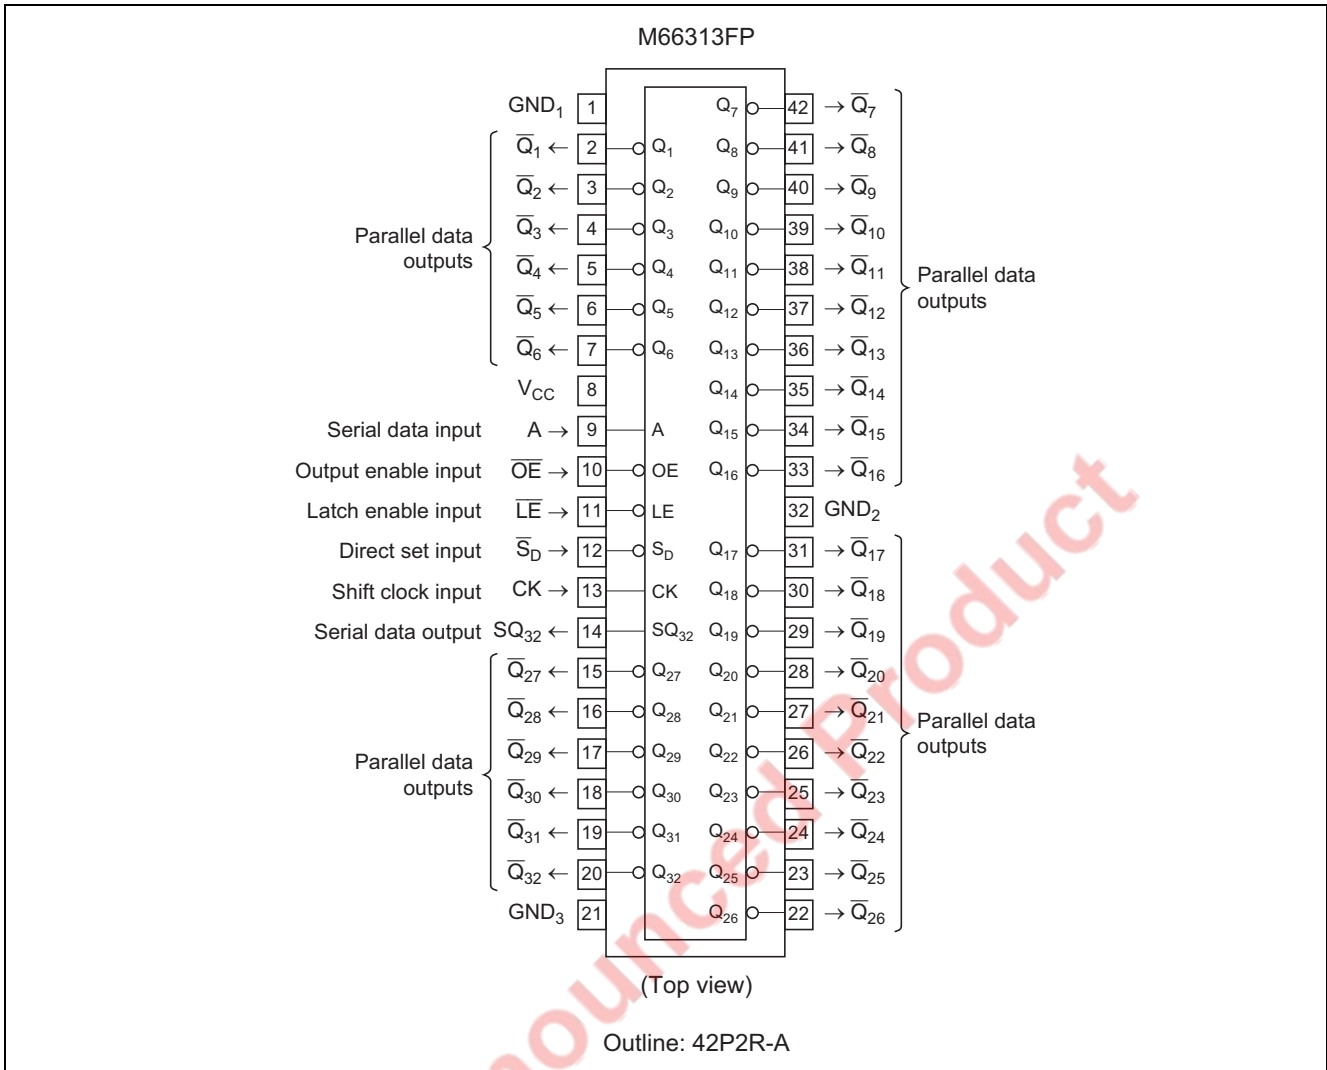 M66313FP
GND₁ 1 Q₇ 42 → Q̅₇
Q̅₁ ← 2 Q₁ Q₈ 41 → Q̅₈
Q̅₂ ← 3 Q₂ Q₉ 40 → Q̅₉
Q̅₃ ← 4 Q₃ Q₁₀ 39 → Q̅₁₀
Parallel data outputs
Q̅₄ ← 5 Q₄ Q₁₁ 38 → Q̅₁₁
Parallel data outputs
Q̅₅ ← 6 Q₅ Q₁₂ 37 → Q̅₁₂
Q̅₆ ← 7 Q₆ Q₁₃ 36 → Q̅₁₃
V_CC 8 Q₁₄ 35 → Q̅₁₄
Serial data input A → 9 A Q₁₅ 34 → Q̅₁₅
Output enable input O̅E̅ → 10 OE Q₁₆ 33 → Q̅₁₆
Latch enable input L̅E̅ → 11 LE 32 GND₂
Direct set input S̅_D → 12 S_D Q₁₇ 31 → Q̅₁₇
Shift clock input CK → 13 CK Q₁₈ 30 → Q̅₁₈
Serial data output SQ₃₂ ← 14 SQ₃₂ Q₁₉ 29 → Q̅₁₉
Q̅₂₇ ← 15 Q₂₇ Q₂₀ 28 → Q̅₂₀
Q̅₂₈ ← 16 Q₂₈ Q₂₁ 27 → Q̅₂₁
Parallel data outputs
Q̅₂₉ ← 17 Q₂₉ Q₂₂ 26 → Q̅₂₂
Parallel data outputs
Q̅₃₀ ← 18 Q₃₀ Q₂₃ 25 → Q̅₂₃
Q̅₃₁ ← 19 Q₃₁ Q₂₄ 24 → Q̅₂₄
Q̅₃₂ ← 20 Q₃₂ Q₂₅ 23 → Q̅₂₅
GND₃ 21 Q₂₆ 22 → Q̅₂₆
(Top view)
Outline: 42P2R-A
ounced Product